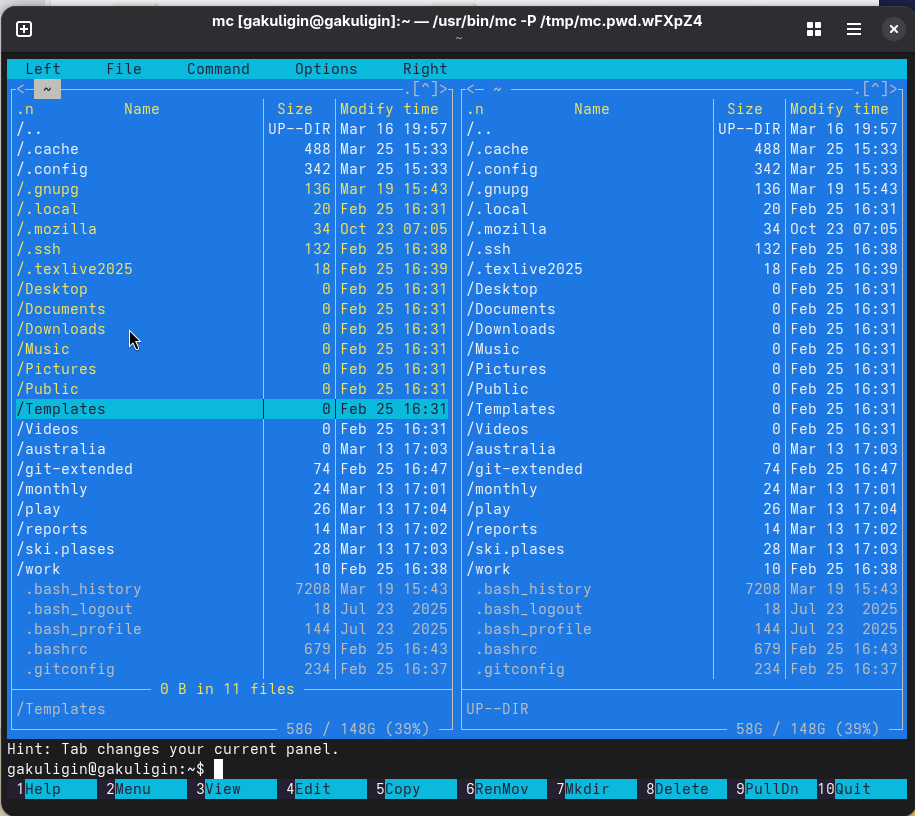 mc [gakuligin@gakuligin]:~ — /usr/bin/mc -P /tmp/mc.pwd.wFXpZ4
~
Left File Command Options Right
<─ ~ .[^]> <─ ~ .[^]>
.n Name Size Modify time .n Name Size Modify time
/.. UP--DIR Mar 16 19:57 /.. UP--DIR Mar 16 19:57
/.cache 488 Mar 25 15:33 /.cache 488 Mar 25 15:33
/.config 342 Mar 25 15:33 /.config 342 Mar 25 15:33
/.gnupg 136 Mar 19 15:43 /.gnupg 136 Mar 19 15:43
/.local 20 Feb 25 16:31 /.local 20 Feb 25 16:31
/.mozilla 34 Oct 23 07:05 /.mozilla 34 Oct 23 07:05
/.ssh 132 Feb 25 16:38 /.ssh 132 Feb 25 16:38
/.texlive2025 18 Feb 25 16:39 /.texlive2025 18 Feb 25 16:39
/Desktop 0 Feb 25 16:31 /Desktop 0 Feb 25 16:31
/Documents 0 Feb 25 16:31 /Documents 0 Feb 25 16:31
/Downloads 0 Feb 25 16:31 /Downloads 0 Feb 25 16:31
/Music 0 Feb 25 16:31 /Music 0 Feb 25 16:31
/Pictures 0 Feb 25 16:31 /Pictures 0 Feb 25 16:31
/Public 0 Feb 25 16:31 /Public 0 Feb 25 16:31
/Templates 0 Feb 25 16:31 /Templates 0 Feb 25 16:31
/Videos 0 Feb 25 16:31 /Videos 0 Feb 25 16:31
/australia 0 Mar 13 17:03 /australia 0 Mar 13 17:03
/git-extended 74 Feb 25 16:47 /git-extended 74 Feb 25 16:47
/monthly 24 Mar 13 17:01 /monthly 24 Mar 13 17:01
/play 26 Mar 13 17:04 /play 26 Mar 13 17:04
/reports 14 Mar 13 17:02 /reports 14 Mar 13 17:02
/ski.plases 28 Mar 13 17:03 /ski.plases 28 Mar 13 17:03
/work 10 Feb 25 16:38 /work 10 Feb 25 16:38
.bash_history 7208 Mar 19 15:43 .bash_history 7208 Mar 19 15:43
.bash_logout 18 Jul 23 2025 .bash_logout 18 Jul 23 2025
.bash_profile 144 Jul 23 2025 .bash_profile 144 Jul 23 2025
.bashrc 679 Feb 25 16:43 .bashrc 679 Feb 25 16:43
.gitconfig 234 Feb 25 16:37 .gitconfig 234 Feb 25 16:37
0 B in 11 files
/Templates UP--DIR
58G / 148G (39%) 58G / 148G (39%)
Hint: Tab changes your current panel.
gakuligin@gakuligin:~$
1Help 2Menu 3View 4Edit 5Copy 6RenMov 7Mkdir 8Delete 9PullDn 10Quit